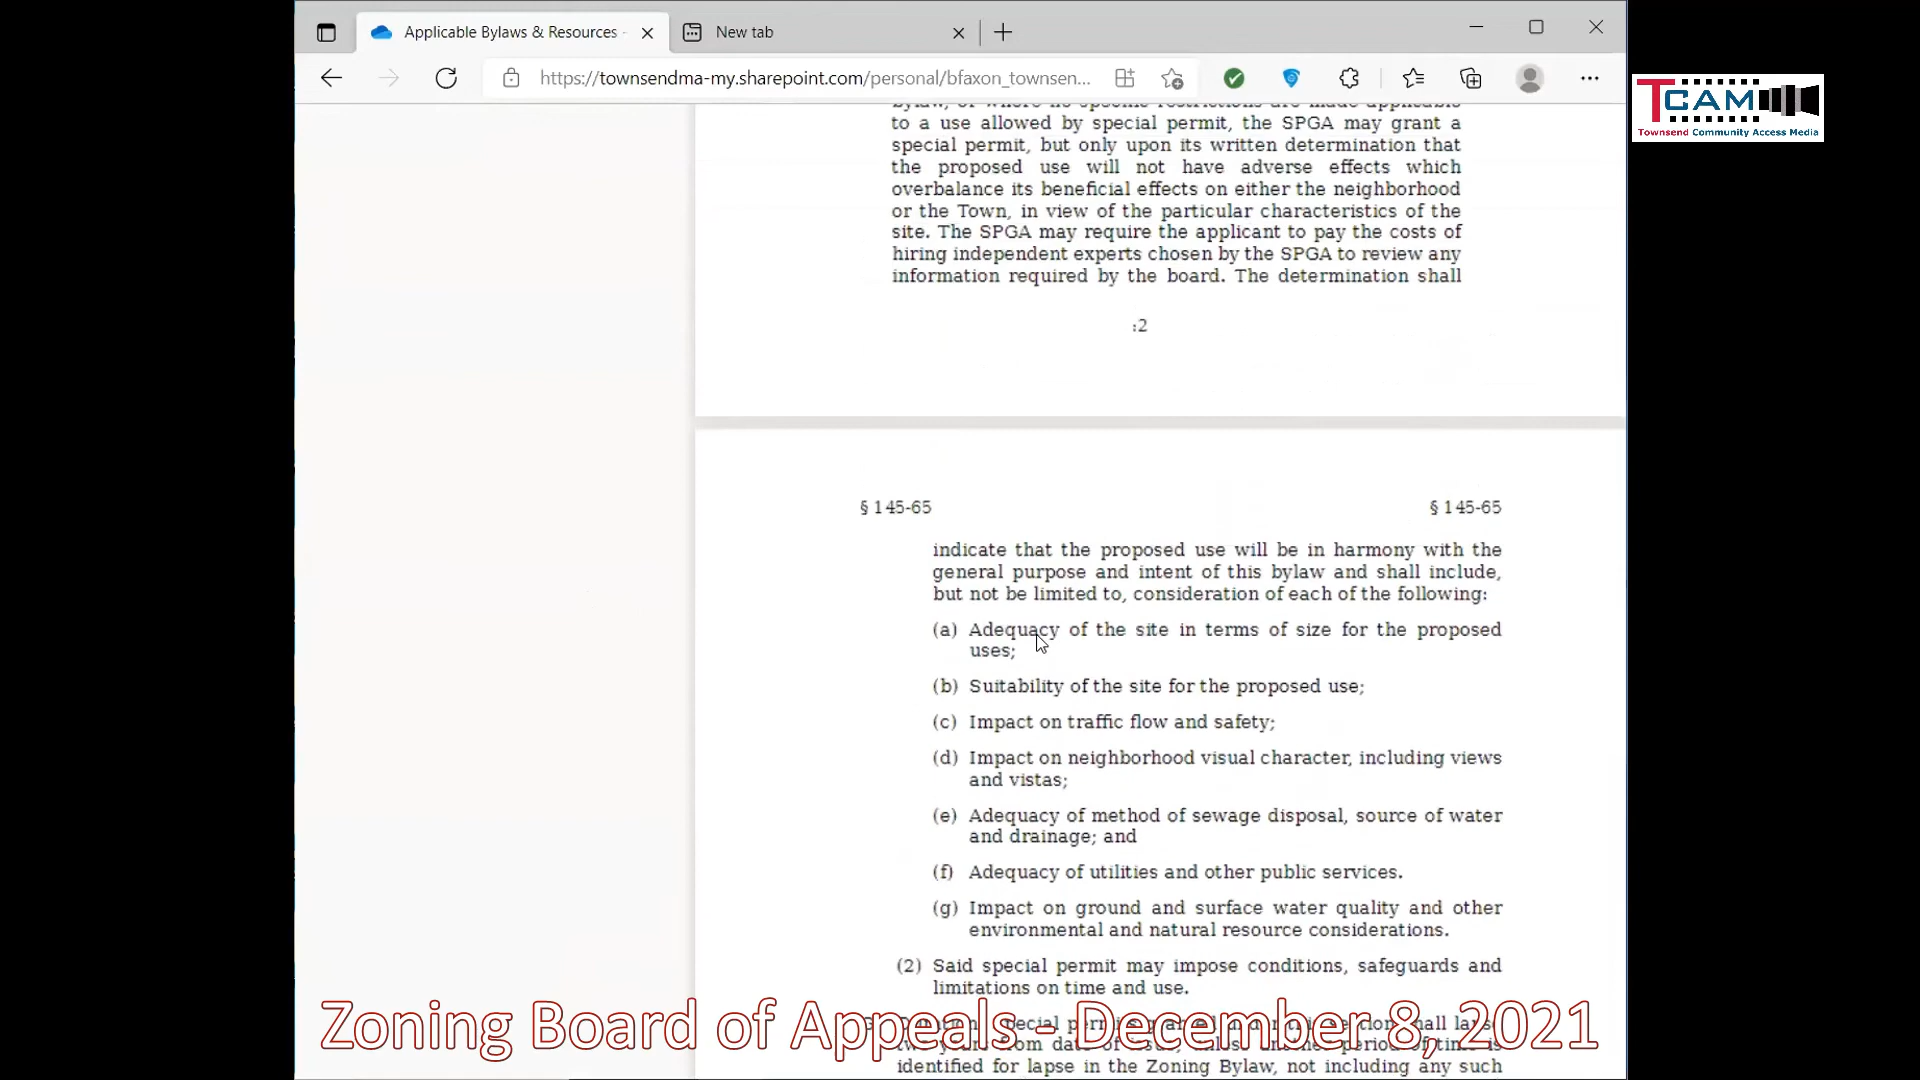 Applicable Bylaws & Resources -
New tab
https://townsendma-my.sharepoint.com/personal/bfaxon_townsen...
TCAM
Townsend Community Access Media
bylaw, or where no specific restrictions are made applicable
to a use allowed by special permit, the SPGA may grant a
special permit, but only upon its written determination that
the proposed use will not have adverse effects which
overbalance its beneficial effects on either the neighborhood
or the Town, in view of the particular characteristics of the
site. The SPGA may require the applicant to pay the costs of
hiring independent experts chosen by the SPGA to review any
information required by the board. The determination shall
:2
§ 145-65 § 145-65
indicate that the proposed use will be in harmony with the
general purpose and intent of this bylaw and shall include,
but not be limited to, consideration of each of the following:
(a) Adequacy of the site in terms of size for the proposed
uses;
(b) Suitability of the site for the proposed use;
(c) Impact on traffic flow and safety;
(d) Impact on neighborhood visual character, including views
and vistas;
(e) Adequacy of method of sewage disposal, source of water
and drainage; and
(f) Adequacy of utilities and other public services.
(g) Impact on ground and surface water quality and other
environmental and natural resource considerations.
(2) Said special permit may impose conditions, safeguards and
limitations on time and use.
Zoning Board of Appeals - December 8, 2021
identified for lapse in the Zoning Bylaw, not including any such